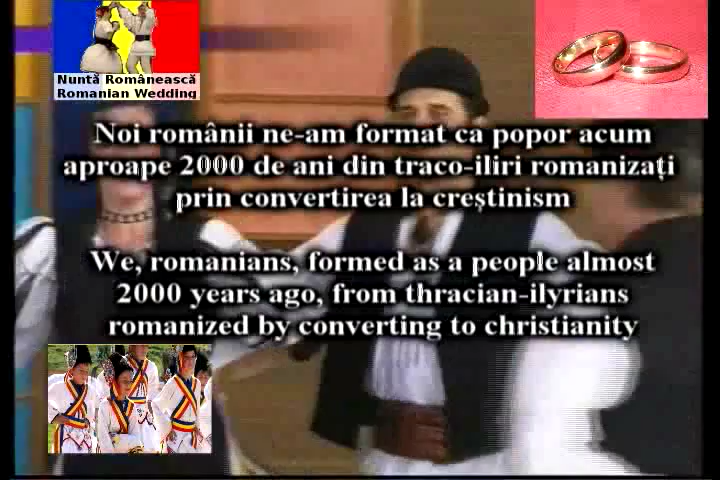 Nuntă Românească
Romanian Wedding
Noi românii ne-am format ca popor acum
aproape 2000 de ani din traco-iliri romanizați
prin convertirea la creștinism
We, romanians, formed as a people almost
2000 years ago, from thracian-ilyrians
romanized by converting to christianity